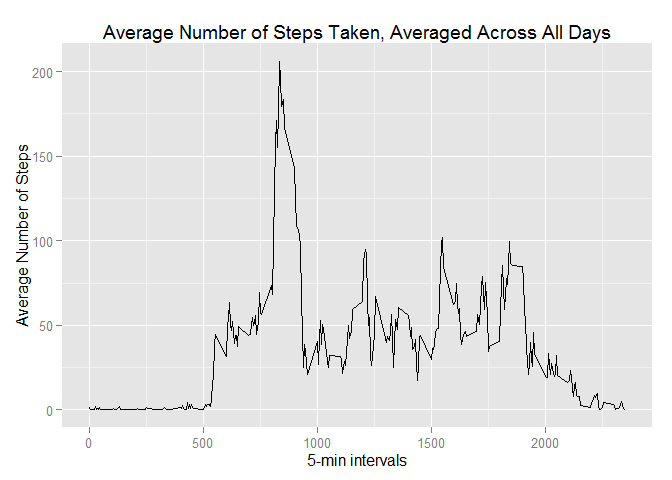 Average Number of Steps Taken, Averaged Across All Days
Average Number of Steps
200
150
100
50
0
0 500 1000 1500 2000
5-min intervals